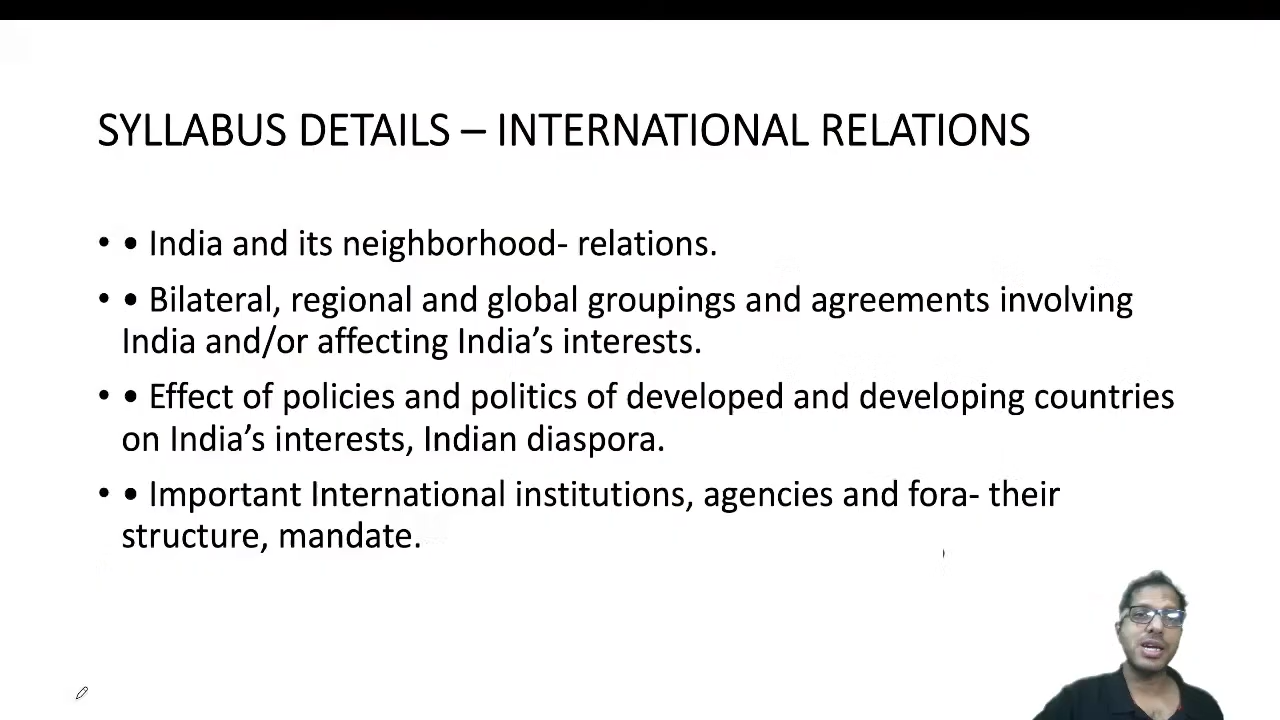 SYLLABUS DETAILS – INTERNATIONAL RELATIONS
• • India and its neighborhood- relations.
• • Bilateral, regional and global groupings and agreements involving
India and/or affecting India’s interests.
• • Effect of policies and politics of developed and developing countries
on India’s interests, Indian diaspora.
• • Important International institutions, agencies and fora- their
structure, mandate.